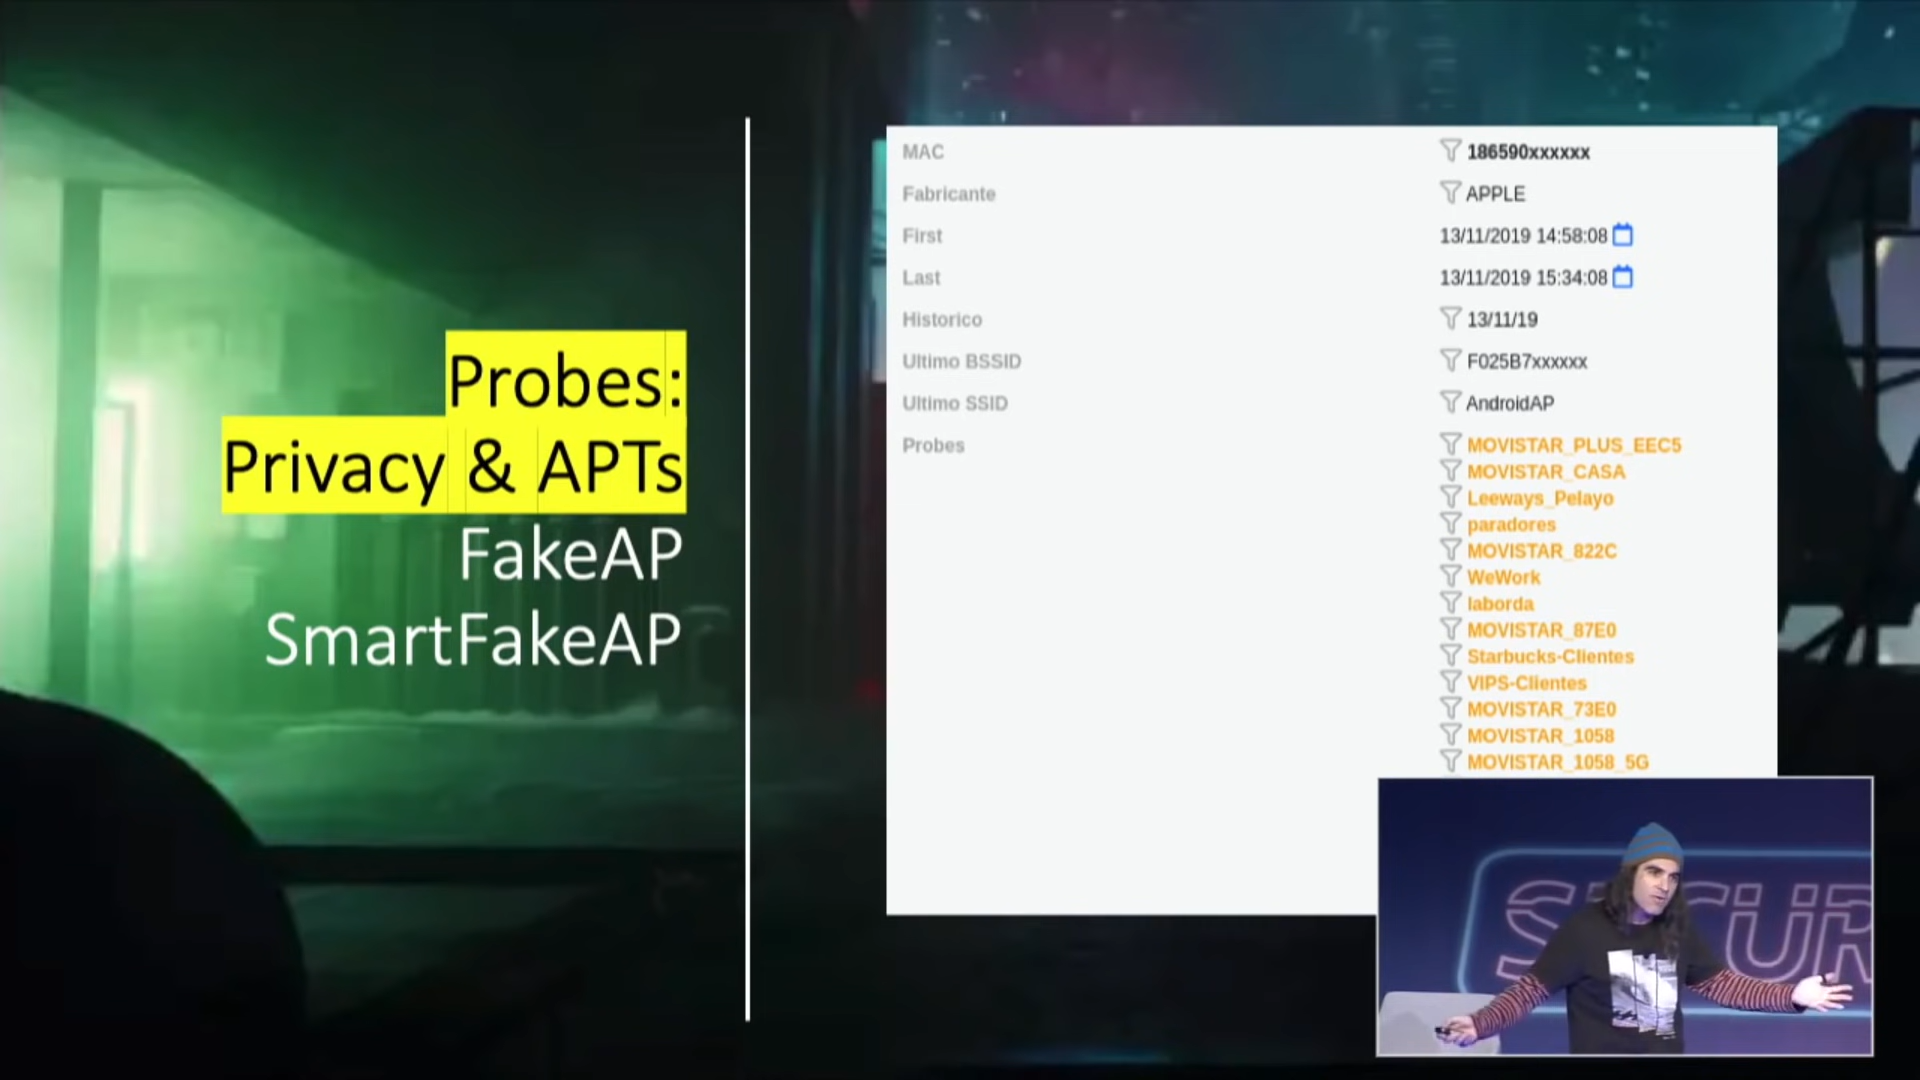 Probes:
Privacy & APTs
FakeAP
SmartFakeAP
MAC 186590xxxxxx
Fabricante APPLE
First 13/11/2019 14:58:08
Last 13/11/2019 15:34:08
Historico 13/11/19
Ultimo BSSID F025B7xxxxxx
Ultimo SSID AndroidAP
Probes MOVISTAR_PLUS_EEC5
MOVISTAR_CASA
Leeways_Pelayo
paradores
MOVISTAR_822C
WeWork
laborda
MOVISTAR_87E0
Starbucks-Clientes
VIPS-Clientes
MOVISTAR_73E0
MOVISTAR_1058
MOVISTAR_1058_5G